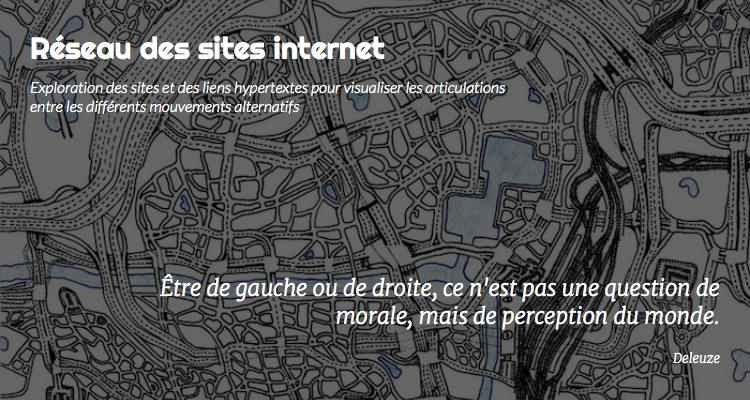 Réseau des sites internet
Exploration des sites et des liens hypertextes pour visualiser les articulations
entre les différents mouvements alternatifs
Être de gauche ou de droite, ce n'est pas une question de
morale, mais de perception du monde.
Deleuze